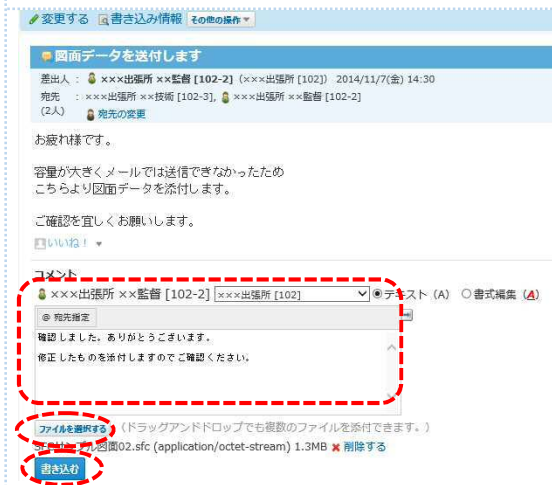 変更する 書き込み情報 その他の操作
図面データを送付します
差出人 : ×××出張所 ××監督 [102-2] (×××出張所 [102]) 2014/11/7(金) 14:30
宛先 : ×××出張所 ××技術 [102-3], ×××出張所 ××監督 [102-2]
(2人) 宛先の変更
お疲れ様です。
容量が大きくメールでは送信できなかったため
こちらより図面データを添付します。
ご確認を宜しくお願いします。
いいね!
コメント
×××出張所 ××監督 [102-2] ×××出張所 [102] テキスト (A) 書式編集 (A)
@ 宛先指定
確認しました。ありがとうございます。
修正したものを添付しますのでご確認ください。
ファイルを選択する (ドラッグアンドドロップでも複数のファイルを添付できます。)
図面02.sfc (application/octet-stream) 1.3MB × 削除する
書き込む